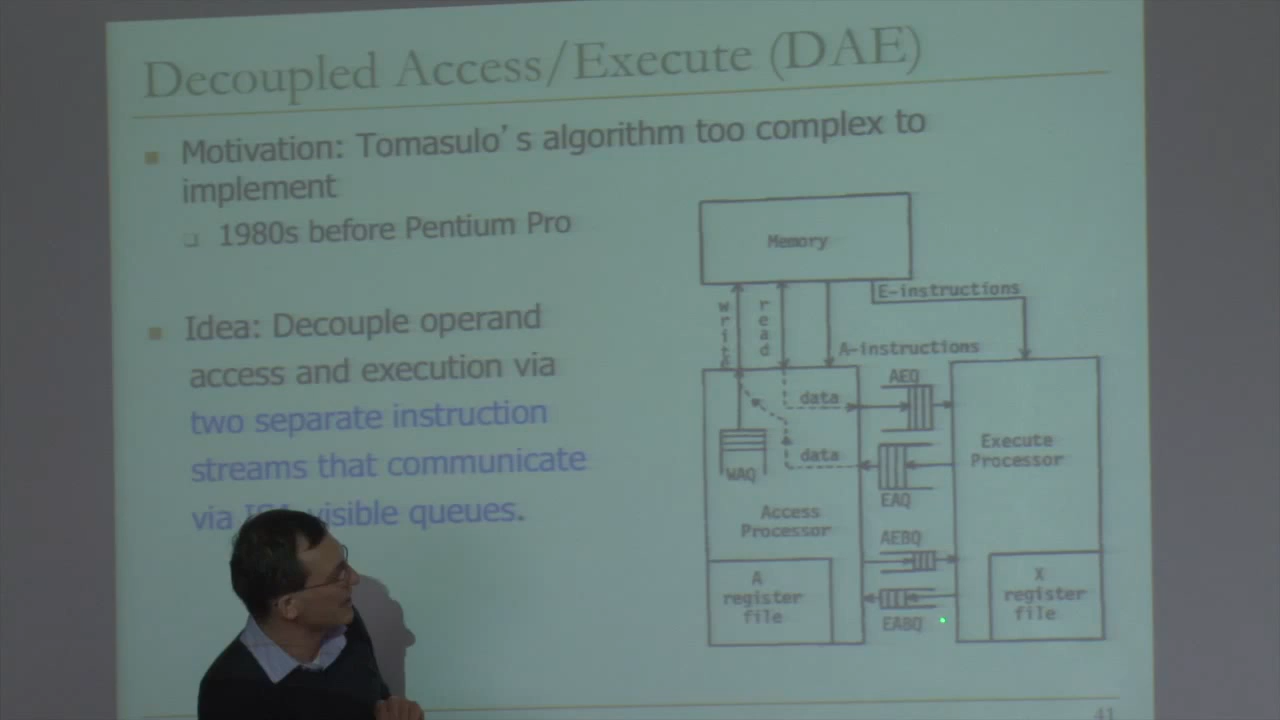 Decoupled Access/Execute (DAE)
Motivation: Tomasulo's algorithm too complex to
implement
1980s before Pentium Pro
Idea: Decouple operand
access and execution via
two separate instruction
streams that communicate
via visible queues.
Memory
E-instructions
write
read
A-instructions
AEQ
data
Execute
Processor
data
WAQ
EAQ
Access
Processor
AEBQ
A
register
file
X
register
file
EABQ
41